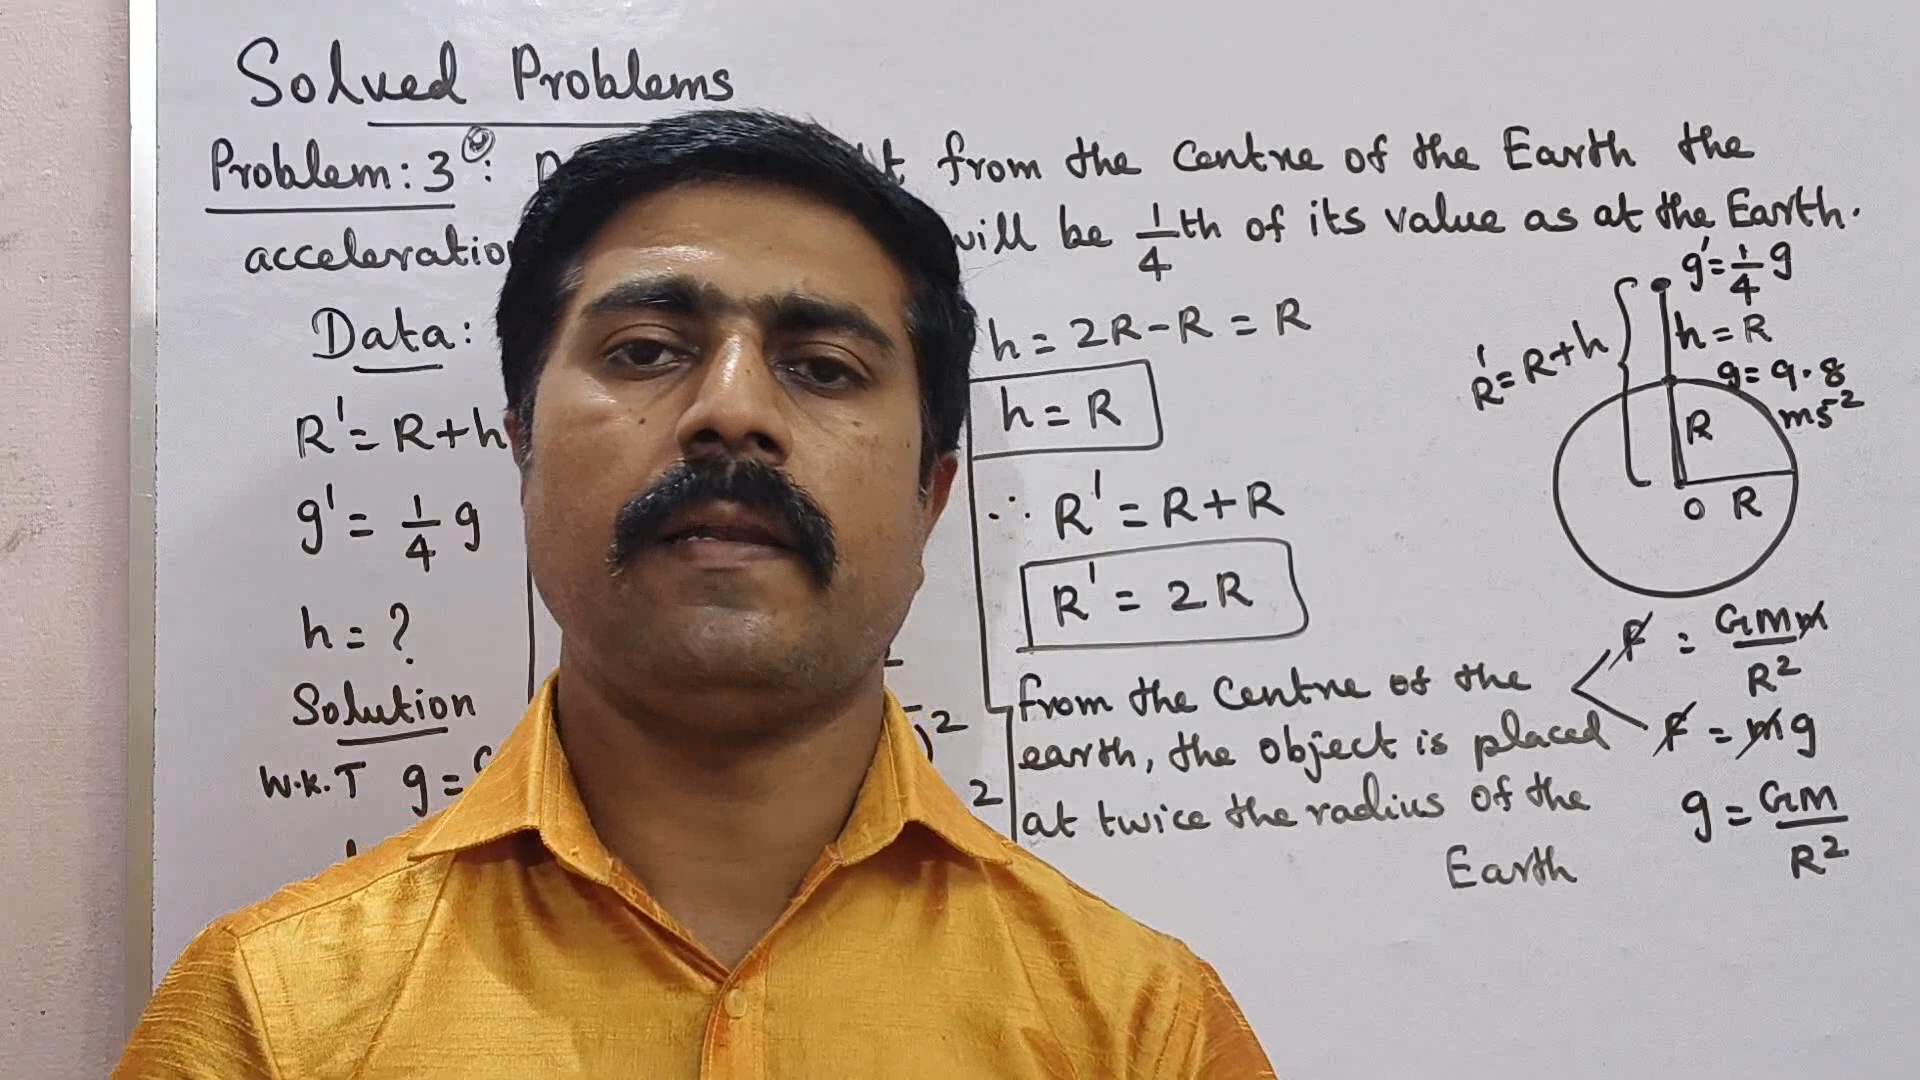 Solved Problems
Problem: 3 : from the Centre of the Earth the
acceleration will be 1/4 th of its value as at the Earth.
Data:
R' = R+h
g' = 1/4 g
h = ?
Solution
W.K.T g =
h = 2R-R = R
h = R
∴ R' = R+R
R' = 2R
from the Centre of the
earth, the object is placed
at twice the radius of the
Earth
g' = 1/4 g
h = R
R' = R+h
g = 9.8
ms⁻²
R
O R
F = GMm/R²
F = mg
g = GM/R²